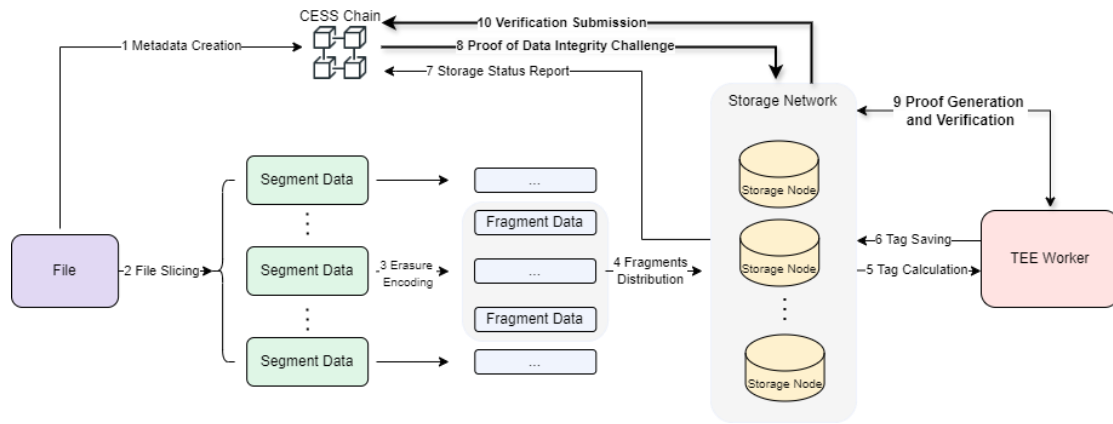 CESS Chain
10 Verification Submission
1 Metadata Creation
8 Proof of Data Integrity Challenge
7 Storage Status Report
Storage Network
9 Proof Generation
and Verification
Segment Data
...
Storage Node
Fragment Data
File
2 File Slicing
Segment Data
3 Erasure
Encoding
...
4 Fragments
Distribution
Storage Node
6 Tag Saving
5 Tag Calculation
TEE Worker
Fragment Data
Segment Data
...
Storage Node